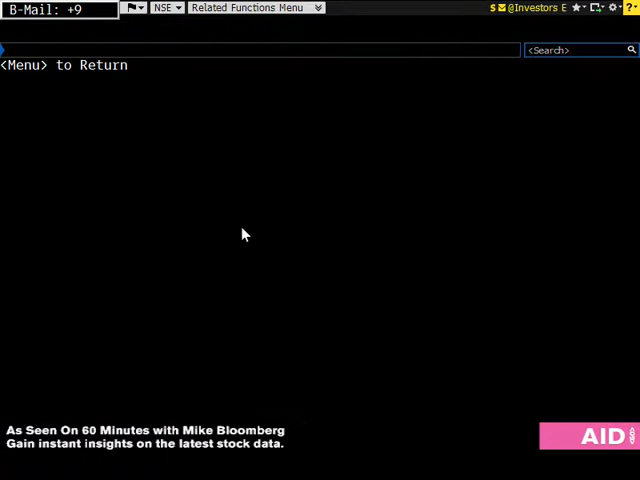 B-Mail: +9
NSE
Related Functions Menu
$ @Investors E
?
<Search>
<Menu> to Return
As Seen On 60 Minutes with Mike Bloomberg
Gain instant insights on the latest stock data.
AID